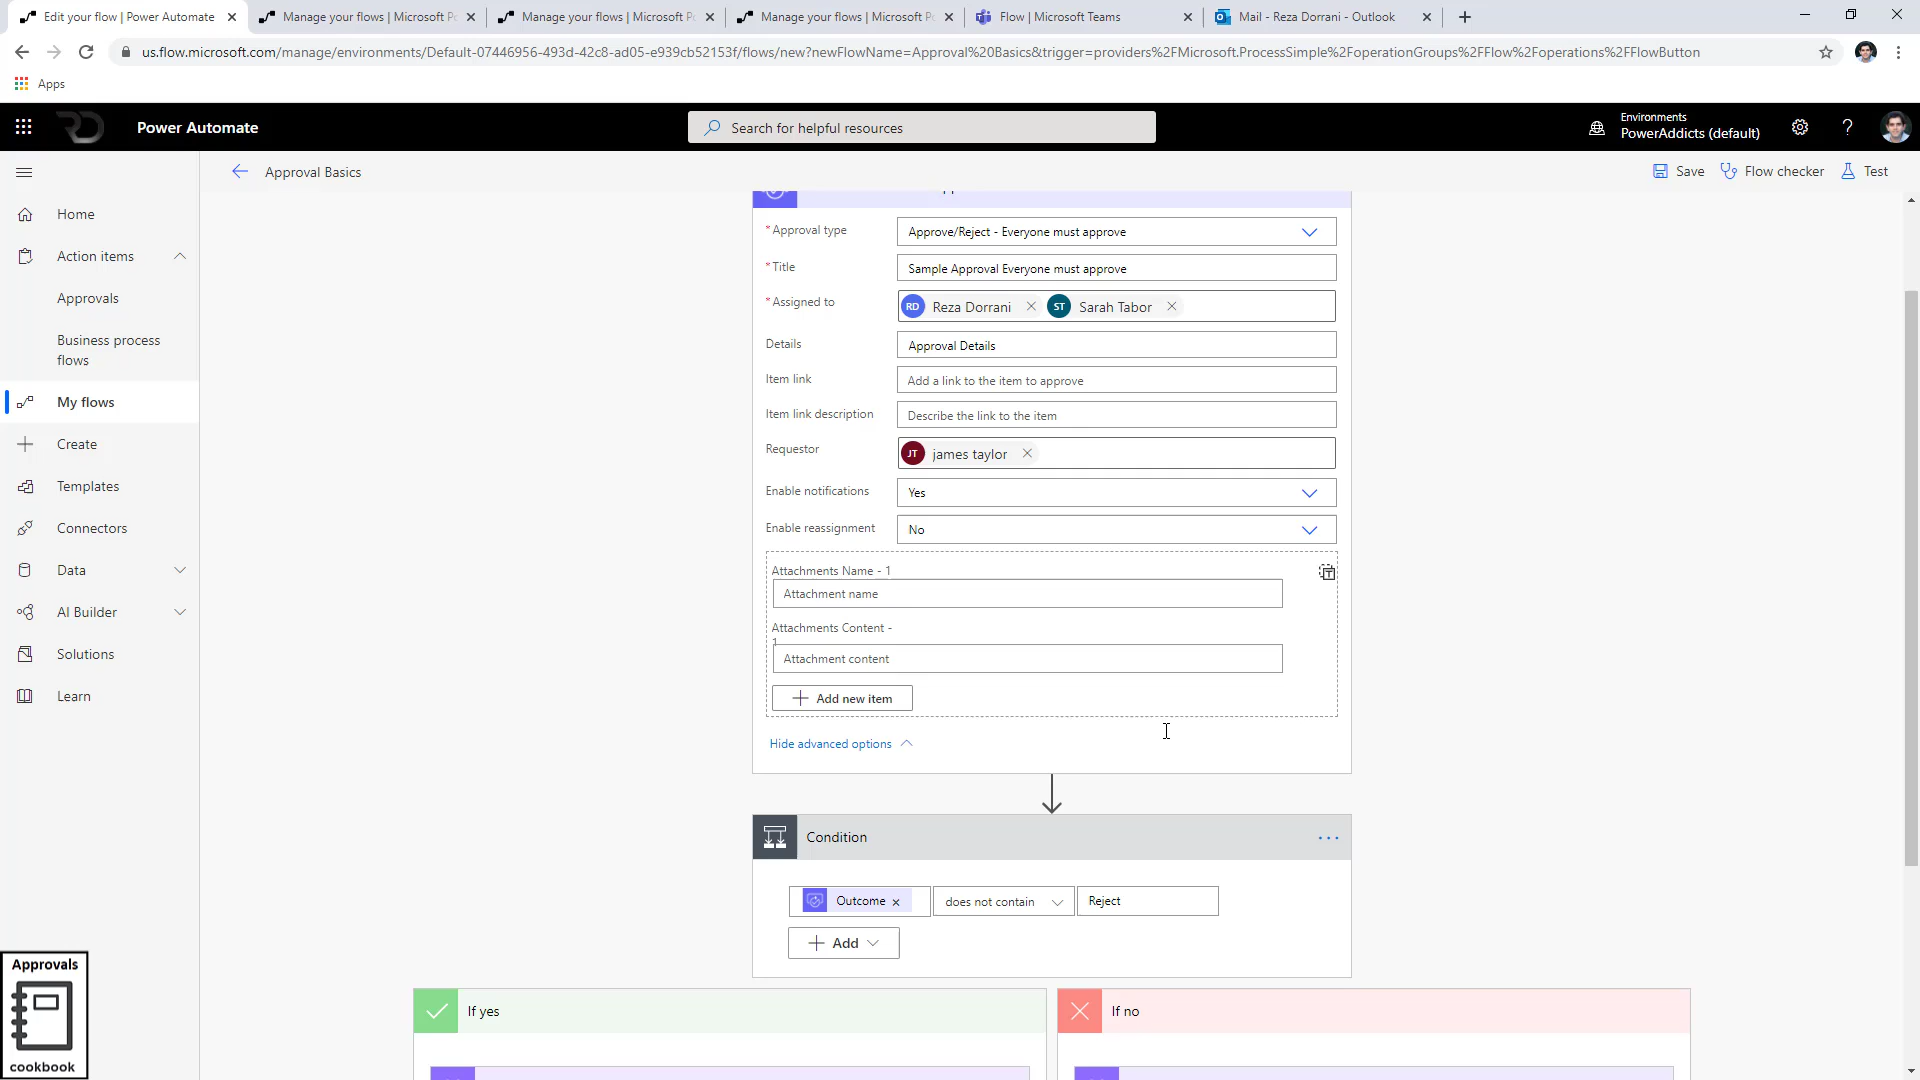 Edit your flow | Power Automate
Manage your flows | Microsoft Po
Manage your flows | Microsoft Po
Manage your flows | Microsoft Po
Flow | Microsoft Teams
Mail - Reza Dorrani - Outlook
us.flow.microsoft.com/manage/environments/Default-07446956-493d-42c8-ad05-e939cb52153f/flows/new?newFlowName=Approval%20Basics&trigger=providers%2FMicrosoft.ProcessSimple%2FoperationGroups%2FFlow%2Foperations%2FFlowButton
Apps
Power Automate
Search for helpful resources
Environments
PowerAddicts (default)
Approval Basics
Save
Flow checker
Test
Home
Action items
Approvals
Business process
flows
My flows
Create
Templates
Connectors
Data
AI Builder
Solutions
Learn
* Approval type
Approve/Reject - Everyone must approve
* Title
Sample Approval Everyone must approve
* Assigned to
RD Reza Dorrani
ST Sarah Tabor
Details
Approval Details
Item link
Add a link to the item to approve
Item link description
Describe the link to the item
Requestor
JT james taylor
Enable notifications
Yes
Enable reassignment
No
Attachments Name - 1
Attachment name
Attachments Content -
1
Attachment content
Add new item
Hide advanced options
Condition
Outcome
does not contain
Reject
Add
If yes
If no
Approvals
cookbook